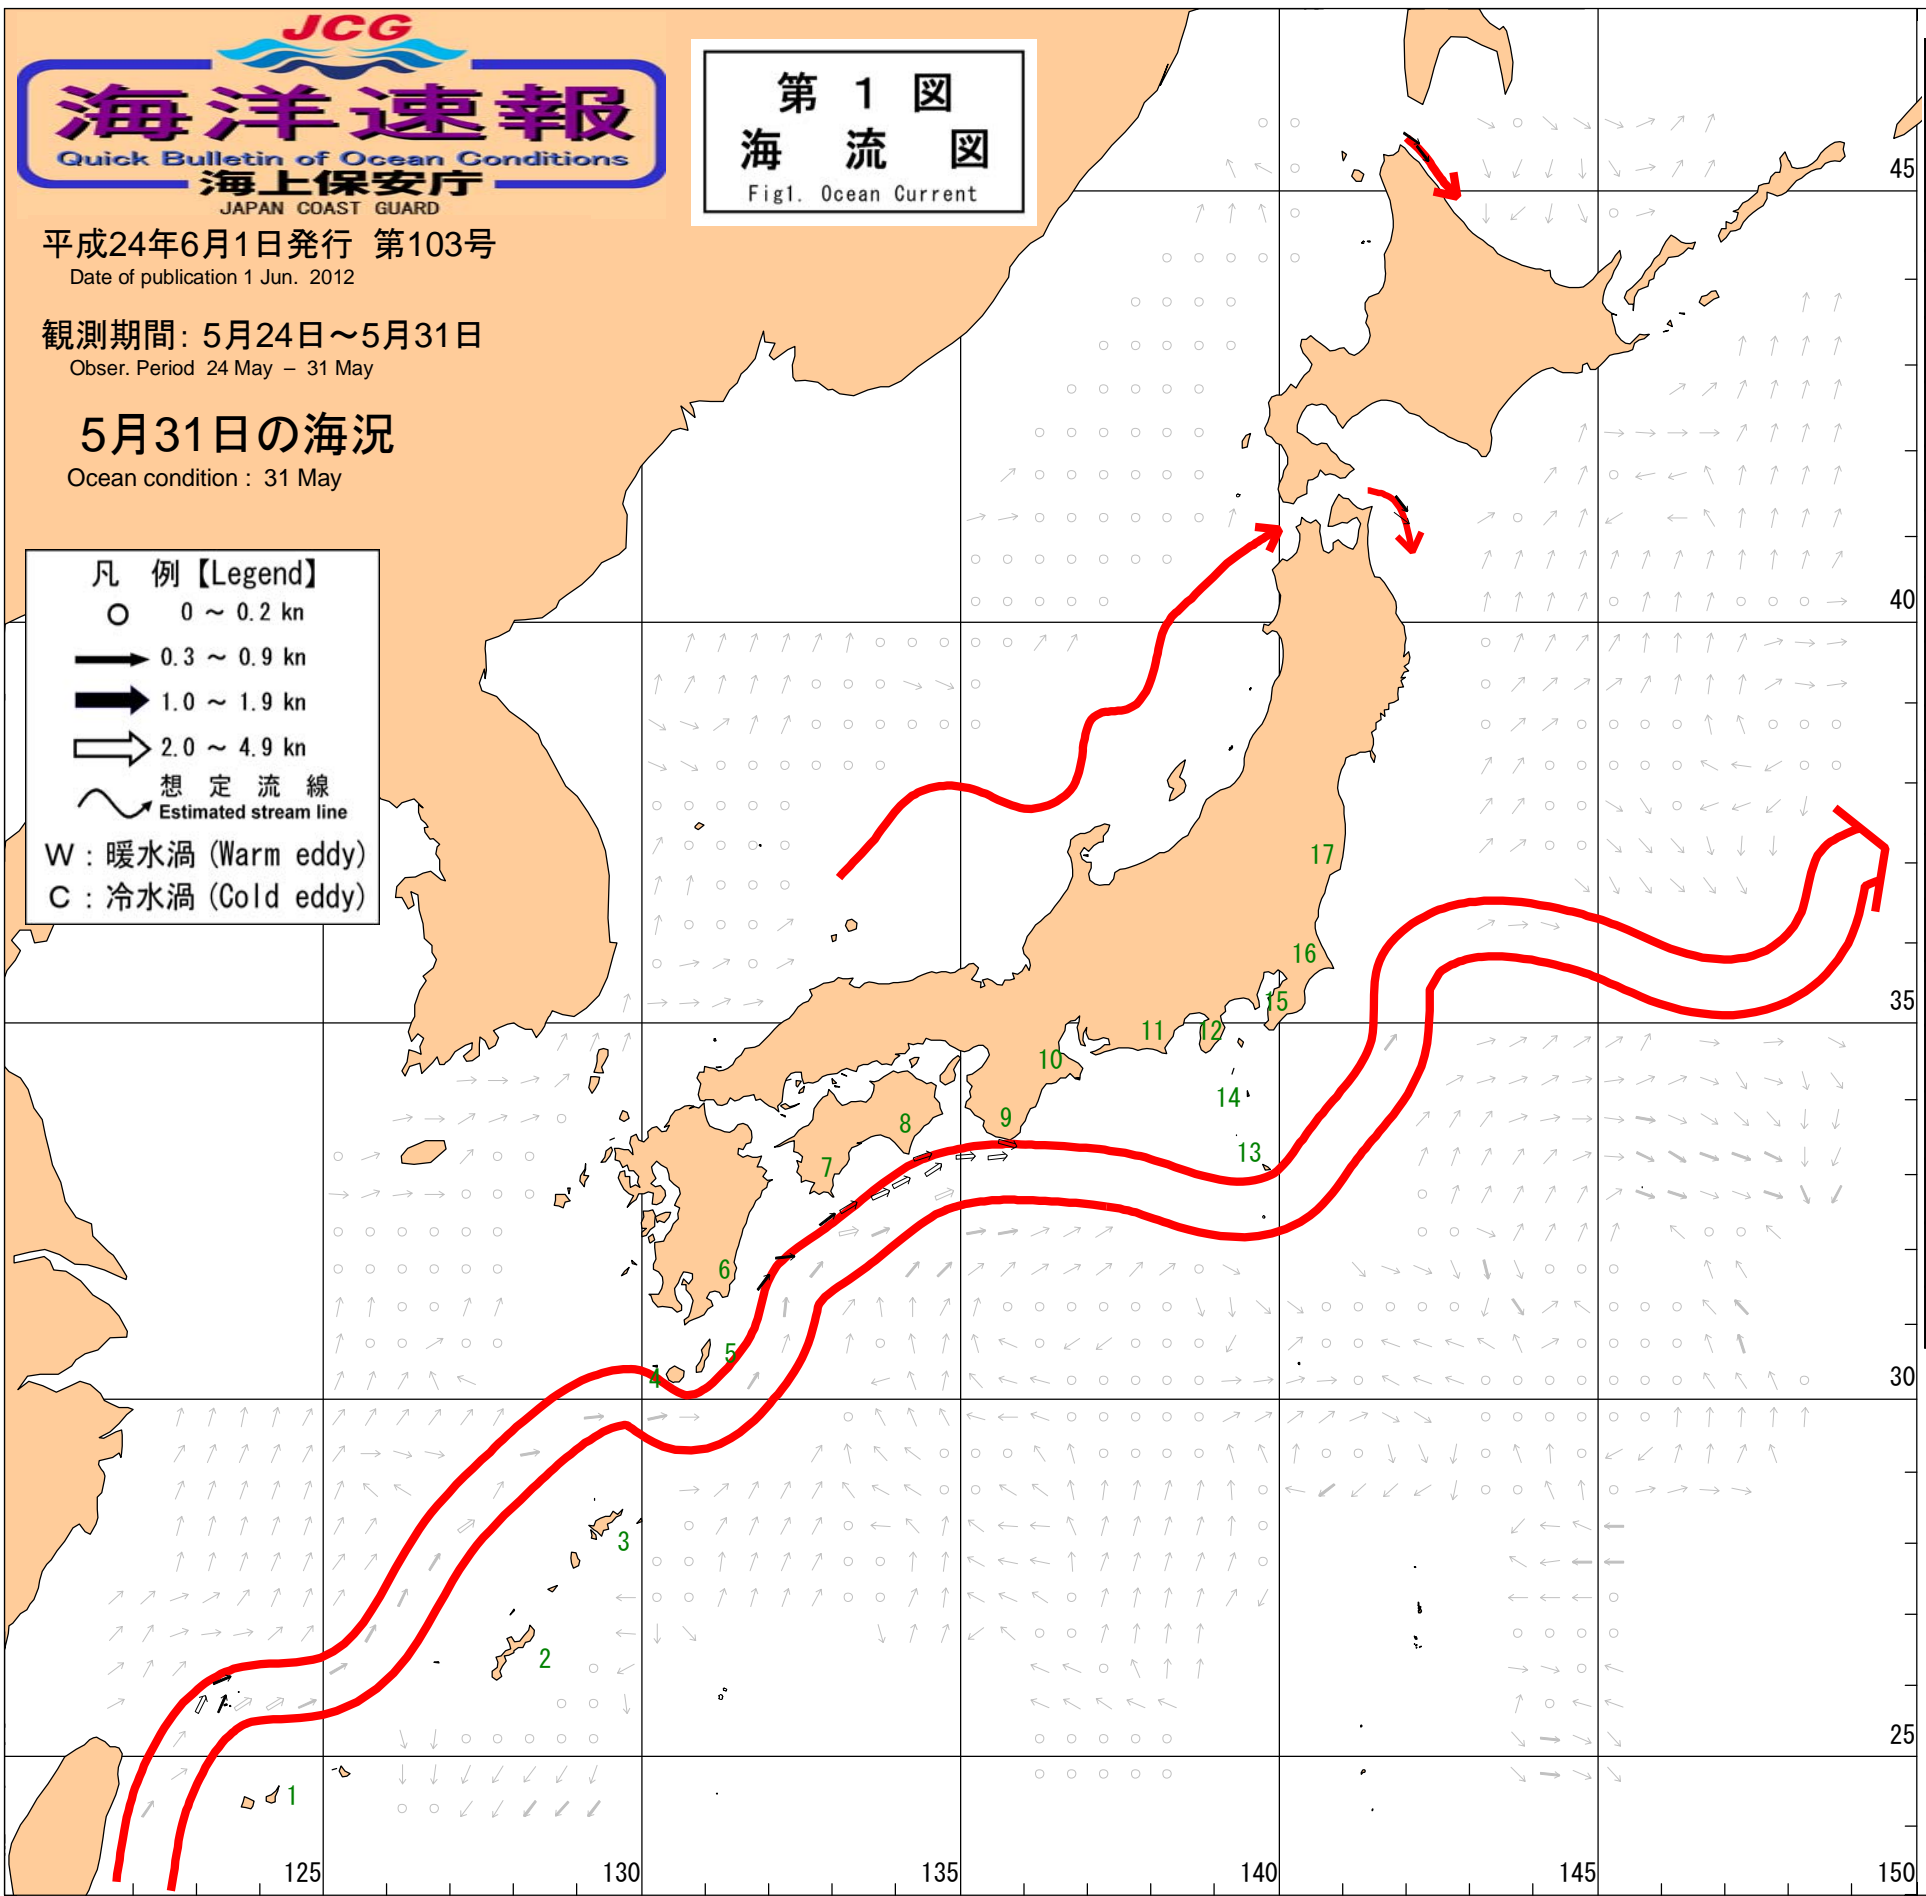 JCG
海洋速報
Quick Bulletin of Ocean Conditions
海上保安庁
JAPAN COAST GUARD
第 1 図
海 流 図
Fig1. Ocean Current
平成24年6月1日発行 第103号
Date of publication 1 Jun. 2012
観測期間: 5月24日～5月31日
Obser. Period 24 May – 31 May
5月31日の海況
Ocean condition : 31 May
凡 例【Legend】
0 ～ 0.2 kn
0.3 ～ 0.9 kn
1.0 ～ 1.9 kn
2.0 ～ 4.9 kn
想 定 流 線
Estimated stream line
W : 暖水渦 (Warm eddy)
C : 冷水渦 (Cold eddy)
45
40
17
16
35
15
11
12
10
14
9
8
13
7
6
5
4
30
3
2
25
1
125
130
135
140
145
150